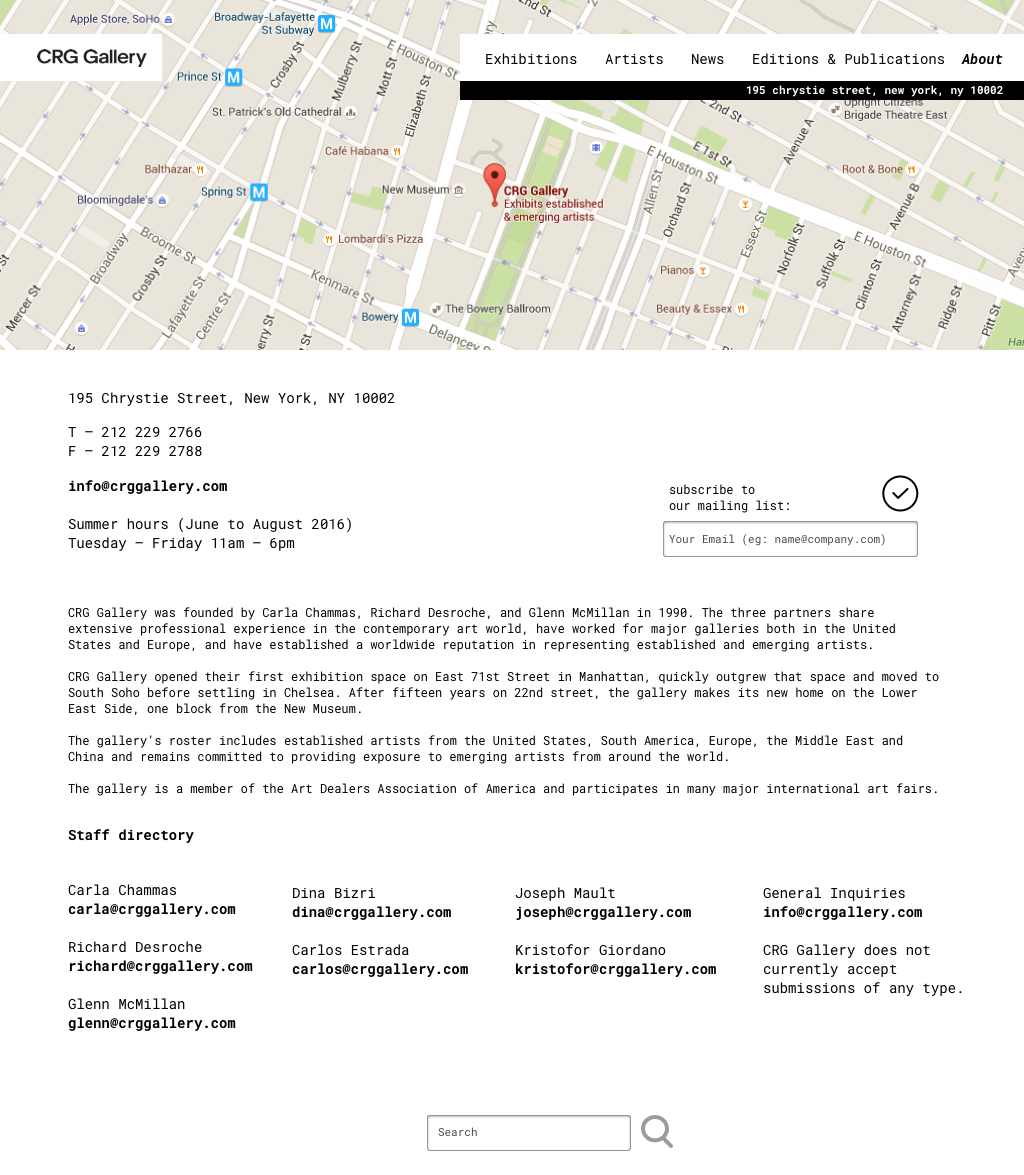 Apple Store, SoHo
Broadway-Lafayette
St Subway
2nd St
CRG Gallery
Exhibitions Artists News Editions & Publications About
195 chrystie street, new york, ny 10002
E Houston St
Crosby St
Mulberry St
Mott St
Elizabeth St
Prince St
St. Patrick's Old Cathedral
E 2nd St
Upright Citizens
Brigade Theatre East
Avenue A
Café Habana
E Houston St
E 1st St
Balthazar
Root & Bone
Spring St
New Museum
CRG Gallery
Exhibits established
& emerging artists
Bloomingdale's
Allen St
Orchard St
Avenue B
Essex St
Norfolk St
Suffolk St
E Houston St
Broadway
Broome St
Lombardi's Pizza
Crosby St
Kenmare St
Pianos
Clinton St
Attorney St
Ridge St
Pitt St
Mercer St
Lafayette St
Centre St
Bowery
The Bowery Ballroom
Beauty & Essex
Delancey St
195 Chrystie Street, New York, NY 10002
T — 212 229 2766
F — 212 229 2788
info@crggallery.com
Summer hours (June to August 2016)
Tuesday — Friday 11am — 6pm
subscribe to
our mailing list:
Your Email (eg: name@company.com)
CRG Gallery was founded by Carla Chammas, Richard Desroche, and Glenn McMillan in 1990. The three partners share
extensive professional experience in the contemporary art world, have worked for major galleries both in the United
States and Europe, and have established a worldwide reputation in representing established and emerging artists.
CRG Gallery opened their first exhibition space on East 71st Street in Manhattan, quickly outgrew that space and moved to
South Soho before settling in Chelsea. After fifteen years on 22nd street, the gallery makes its new home on the Lower
East Side, one block from the New Museum.
The gallery's roster includes established artists from the United States, South America, Europe, the Middle East and
China and remains committed to providing exposure to emerging artists from around the world.
The gallery is a member of the Art Dealers Association of America and participates in many major international art fairs.
Staff directory
Carla Chammas
carla@crggallery.com
Richard Desroche
richard@crggallery.com
Glenn McMillan
glenn@crggallery.com
Dina Bizri
dina@crggallery.com
Carlos Estrada
carlos@crggallery.com
Joseph Mault
joseph@crggallery.com
Kristofor Giordano
kristofor@crggallery.com
General Inquiries
info@crggallery.com
CRG Gallery does not
currently accept
submissions of any type.
Search